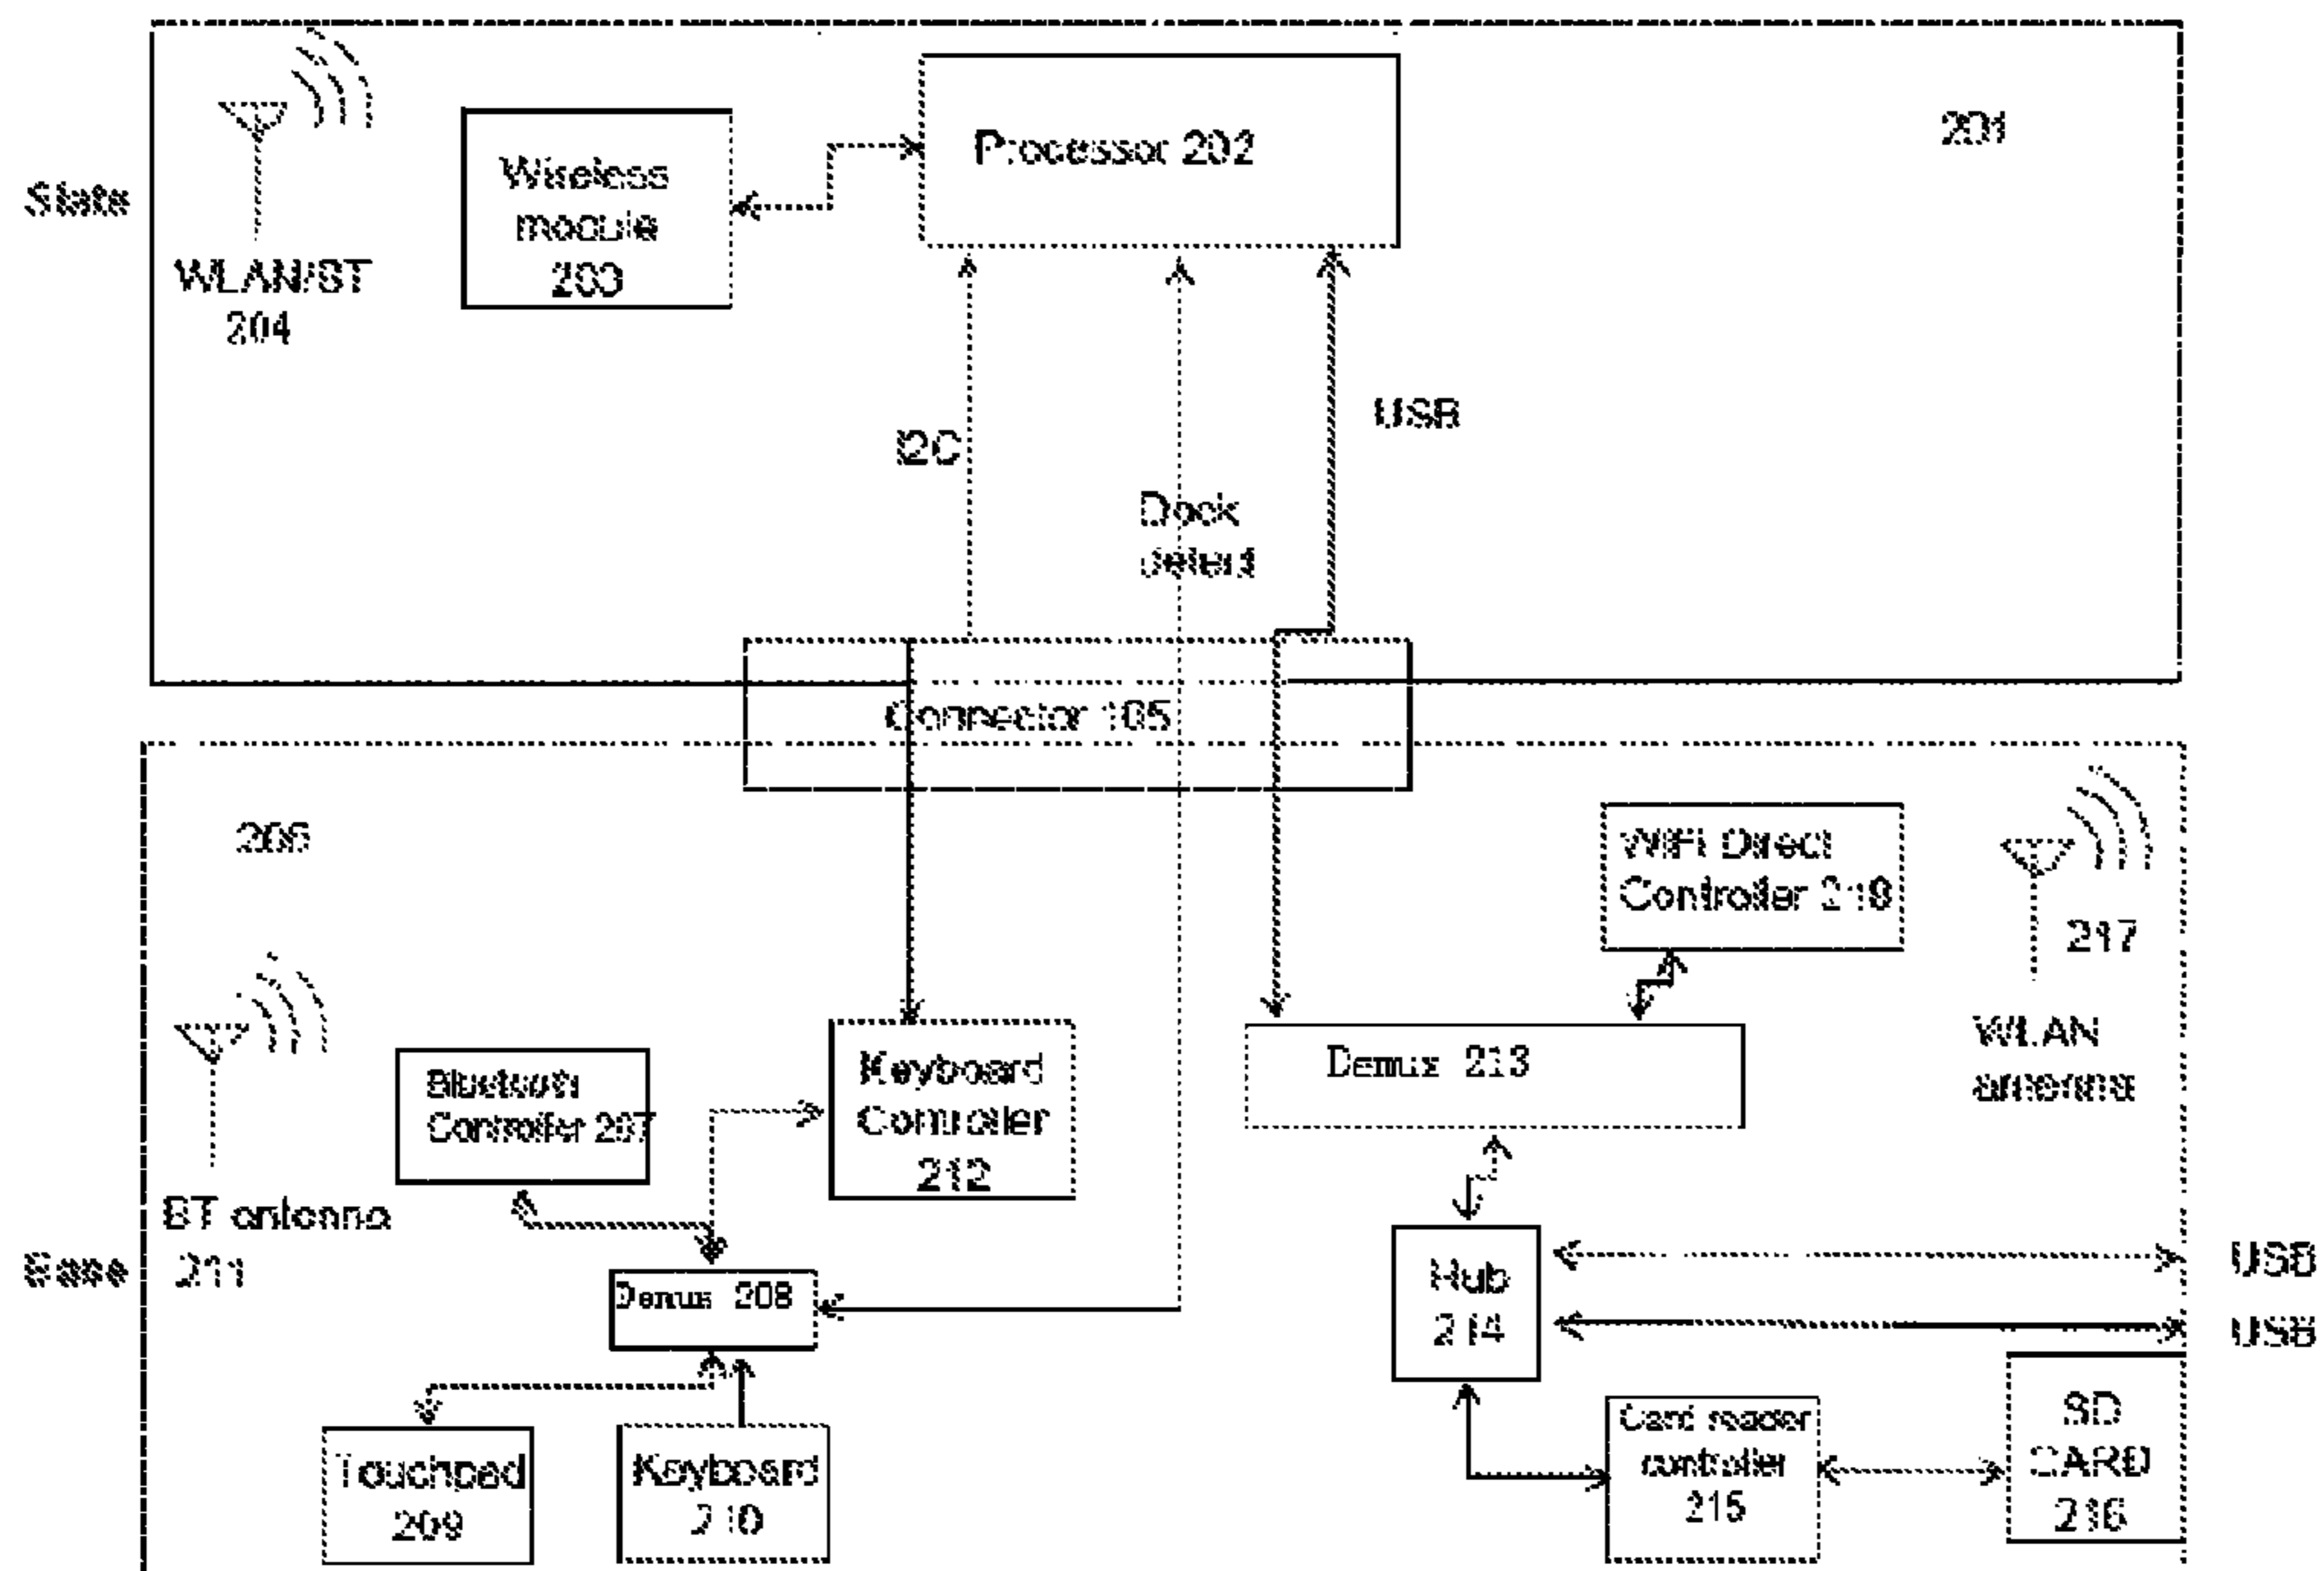 Processor 202
201
Wireless
module
203
Slate
WLAN/BT
204
USB
I2C
Dock
detect
Connector 105
WiFi Direct
Controller 218
217
WLAN
antenna
Bluetooth
Controller 207
Keyboard
Controller
212
Demux 213
BT antenna
211
Base
Demux 208
Hub
214
USB
USB
Touchpad
209
Keyboard
210
Card reader
controller
215
SD
CARD
216